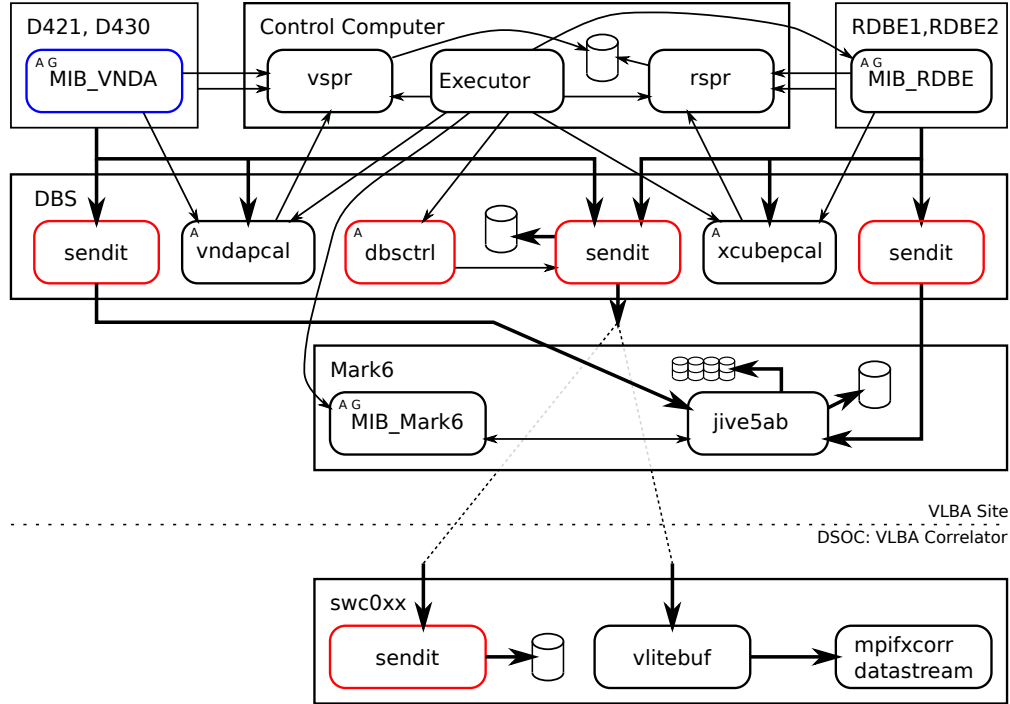 D421, D430
Control Computer
RDBE1,RDBE2
A G
MIB_VNDA
vspr
Executor
rspr
A G
MIB_RDBE
DBS
sendit
A
vndapcal
A
dbsctrl
sendit
A
xcubepcal
sendit
Mark6
A G
MIB_Mark6
jive5ab
VLBA Site
DSOC: VLBA Correlator
swc0xx
sendit
vlitebuf
mpifxcorr
datastream